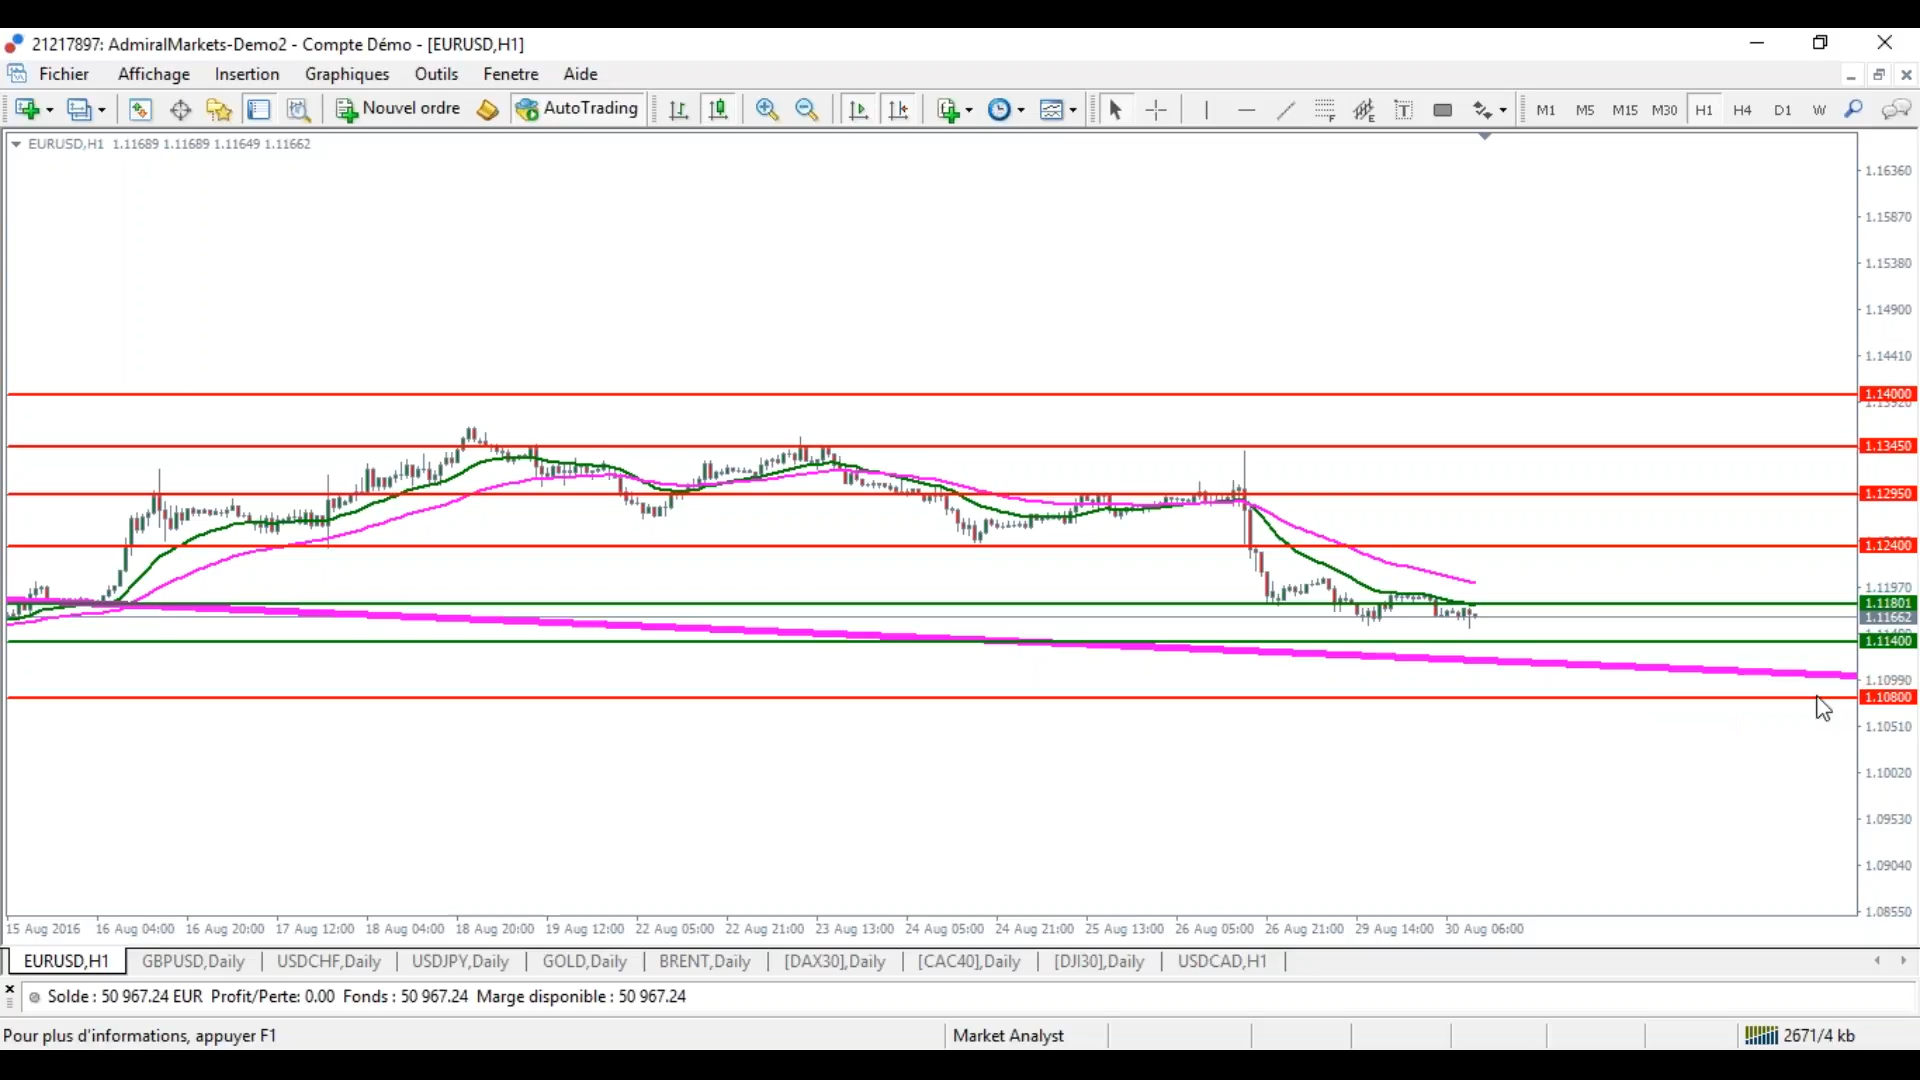 21217897: AdmiralMarkets-Demo2 - Compte Démo - [EURUSD,H1]
Fichier Affichage Insertion Graphiques Outils Fenetre Aide
Nouvel ordre AutoTrading M1 M5 M15 M30 H1 H4 D1 W
EURUSD,H1 1.11689 1.11689 1.11649 1.11662
1.16360
1.15870
1.15380
1.14900
1.14410
1.14000
1.13450
1.12950
1.12400
1.11970
1.11801
1.11662
1.11400
1.10990
1.10800
1.10510
1.10020
1.09530
1.09040
1.08550
15 Aug 2016 16 Aug 04:00 16 Aug 20:00 17 Aug 12:00 18 Aug 04:00 18 Aug 20:00 19 Aug 12:00 22 Aug 05:00 22 Aug 21:00 23 Aug 13:00 24 Aug 05:00 24 Aug 21:00 25 Aug 13:00 26 Aug 05:00 26 Aug 21:00 29 Aug 14:00 30 Aug 06:00
EURUSD,H1 GBPUSD,Daily USDCHF,Daily USDJPY,Daily GOLD,Daily BRENT,Daily [DAX30],Daily [CAC40],Daily [DJI30],Daily USDCAD,H1
Solde : 50 967.24 EUR Profit/Perte: 0.00 Fonds : 50 967.24 Marge disponible : 50 967.24
Pour plus d'informations, appuyer F1 Market Analyst 2671/4 kb